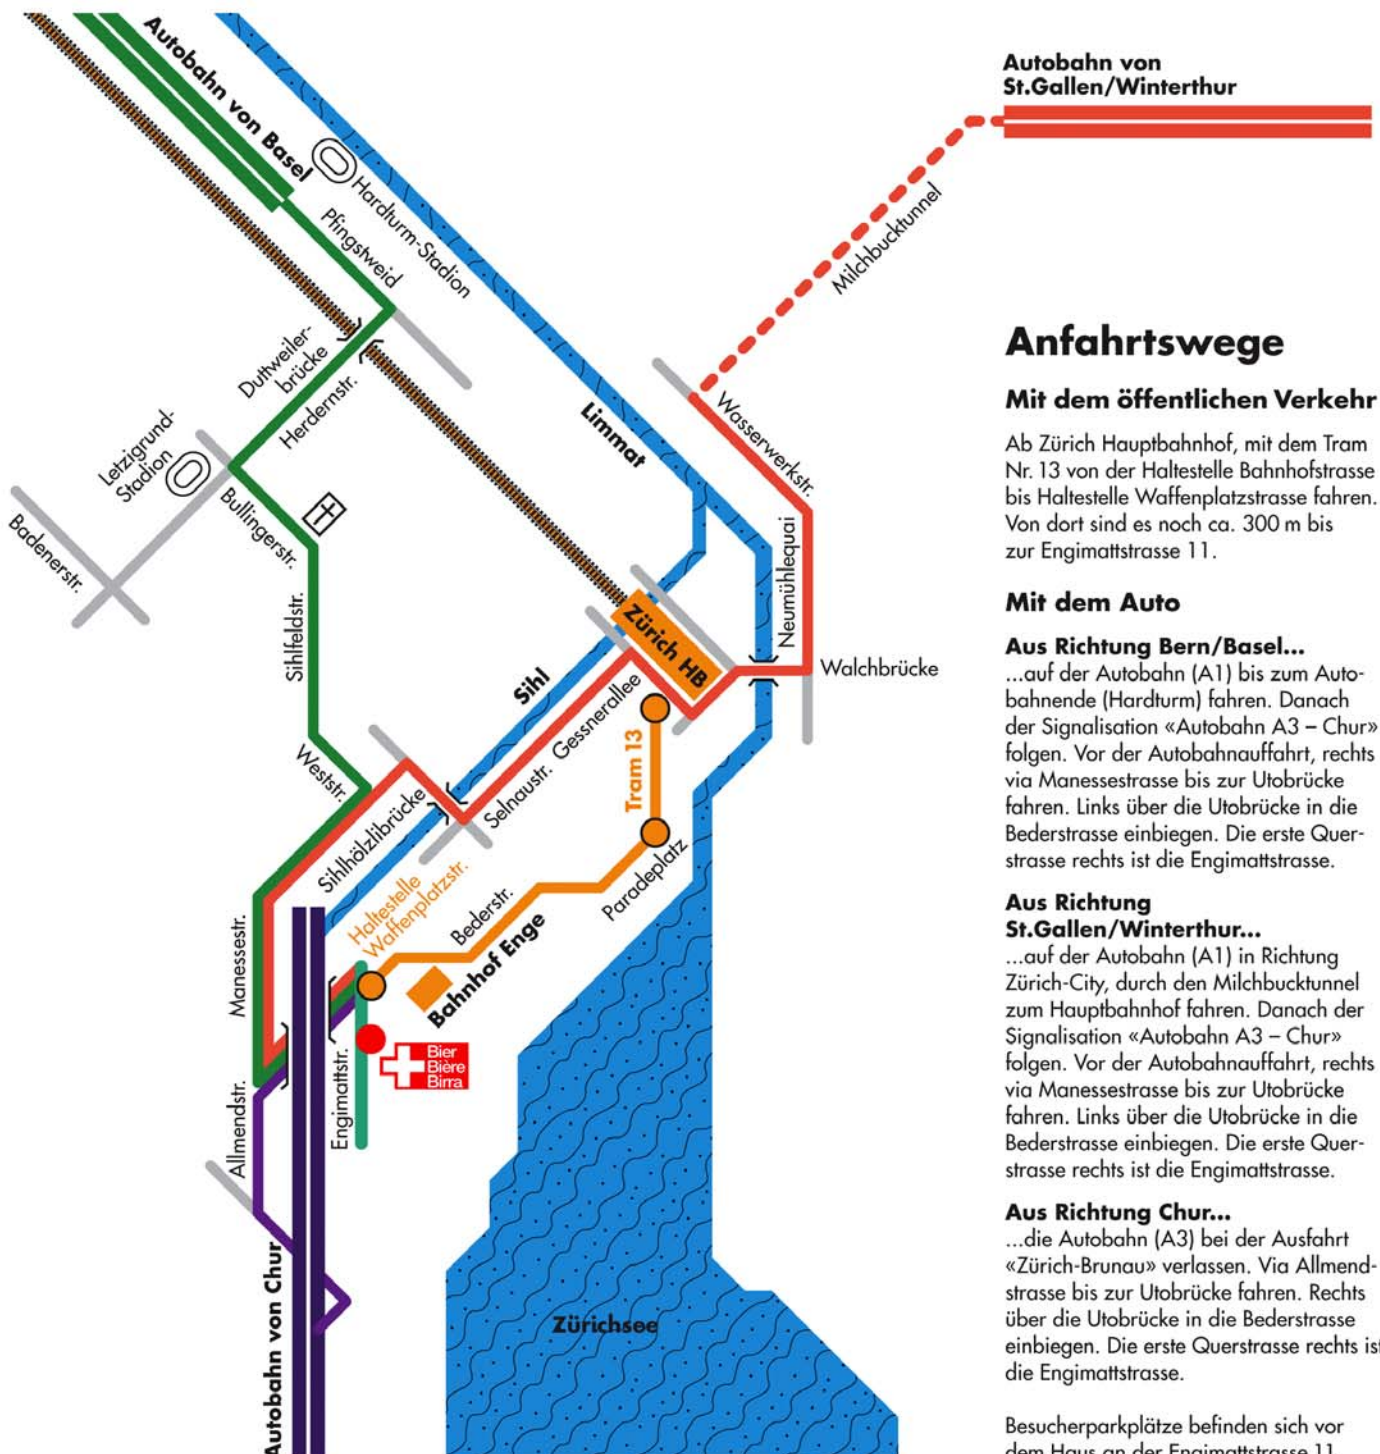 Autobahn von
St.Gallen/Winterthur
Autobahn von Basel
Hardturm-Stadion
Pfingstweid
Milchbucktunnel
Duttweiler-
brücke
Herdernstr.
Letzigrund-
Stadion
Badenerstr.
Bullingerstr.
Limmat
Wasserwerkstr.
Neumühlequai
Walchbrücke
Zürich HB
Sihlfeldstr.
Sihl
Gessnerallee
Selnaustr.
Tram 13
Weststr.
Sihlhölzlibrücke
Haltestelle
Waffenplatzstr.
Bederstr.
Paradeplatz
Bahnhof Enge
Manessestr.
Engimattstr.
Bier
Bière
Birra
Allmendstr.
Autobahn von Chur
Zürichsee
Anfahrtswege
Mit dem öffentlichen Verkehr
Ab Zürich Hauptbahnhof, mit dem Tram
Nr. 13 von der Haltestelle Bahnhofstrasse
bis Haltestelle Waffenplatzstrasse fahren.
Von dort sind es noch ca. 300 m bis
zur Engimattstrasse 11.
Mit dem Auto
Aus Richtung Bern/Basel...
...auf der Autobahn (A1) bis zum Auto-
bahnende (Hardturm) fahren. Danach
der Signalisation «Autobahn A3 – Chur»
folgen. Vor der Autobahnauffahrt, rechts
via Manessestrasse bis zur Utobrücke
fahren. Links über die Utobrücke in die
Bederstrasse einbiegen. Die erste Quer-
strasse rechts ist die Engimattstrasse.
Aus Richtung
St.Gallen/Winterthur...
...auf der Autobahn (A1) in Richtung
Zürich-City, durch den Milchbucktunnel
zum Hauptbahnhof fahren. Danach der
Signalisation «Autobahn A3 – Chur»
folgen. Vor der Autobahnauffahrt, rechts
via Manessestrasse bis zur Utobrücke
fahren. Links über die Utobrücke in die
Bederstrasse einbiegen. Die erste Quer-
strasse rechts ist die Engimattstrasse.
Aus Richtung Chur...
...die Autobahn (A3) bei der Ausfahrt
«Zürich-Brunau» verlassen. Via Allmend-
strasse bis zur Utobrücke fahren. Rechts
über die Utobrücke in die Bederstrasse
einbiegen. Die erste Querstrasse rechts ist
die Engimattstrasse.
Besucherparkplätze befinden sich vor
dem Haus an der Engimattstrasse 11